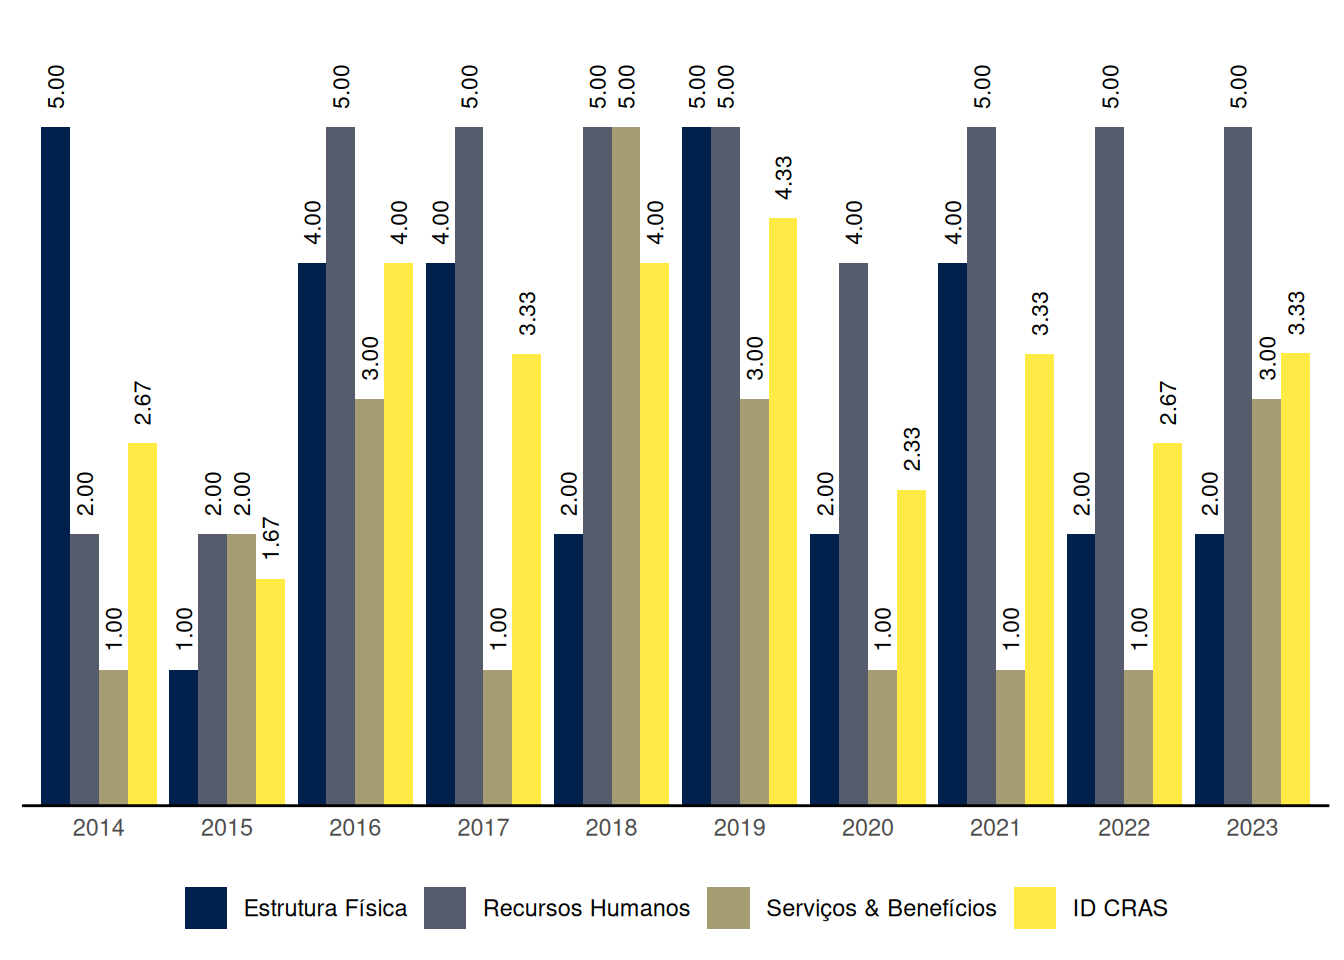 5.00 2.00 1.00 2.67
1.00 2.00 2.00 1.67
4.00 5.00 3.00 4.00
4.00 5.00 1.00 3.33
2.00 5.00 5.00 4.00
5.00 5.00 3.00 4.33
2.00 4.00 1.00 2.33
4.00 5.00 1.00 3.33
2.00 5.00 1.00 2.67
2.00 5.00 3.00 3.33
2014 2015 2016 2017 2018 2019 2020 2021 2022 2023
Estrutura Física Recursos Humanos Serviços & Benefícios ID CRAS